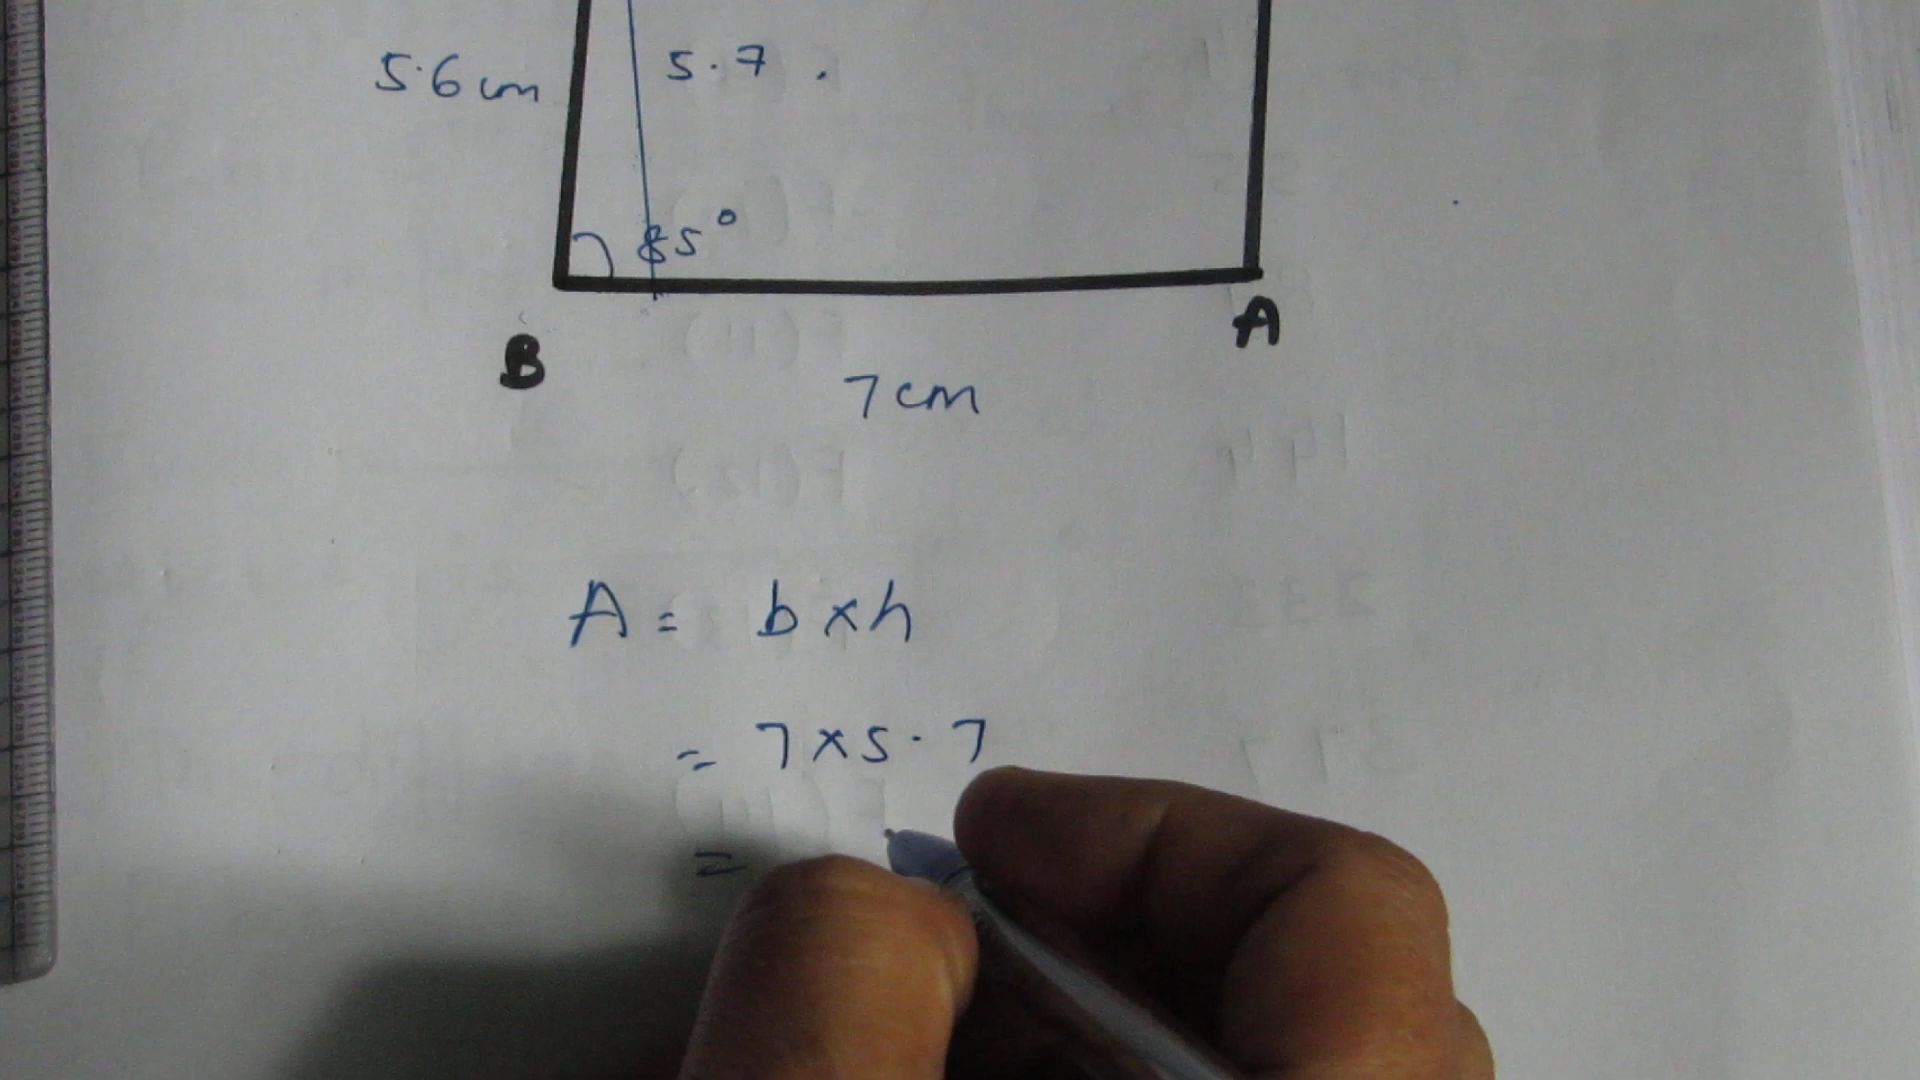 5.6cm 5.7 .
85°
B A
7cm
A = b×h
= 7×5.7
=